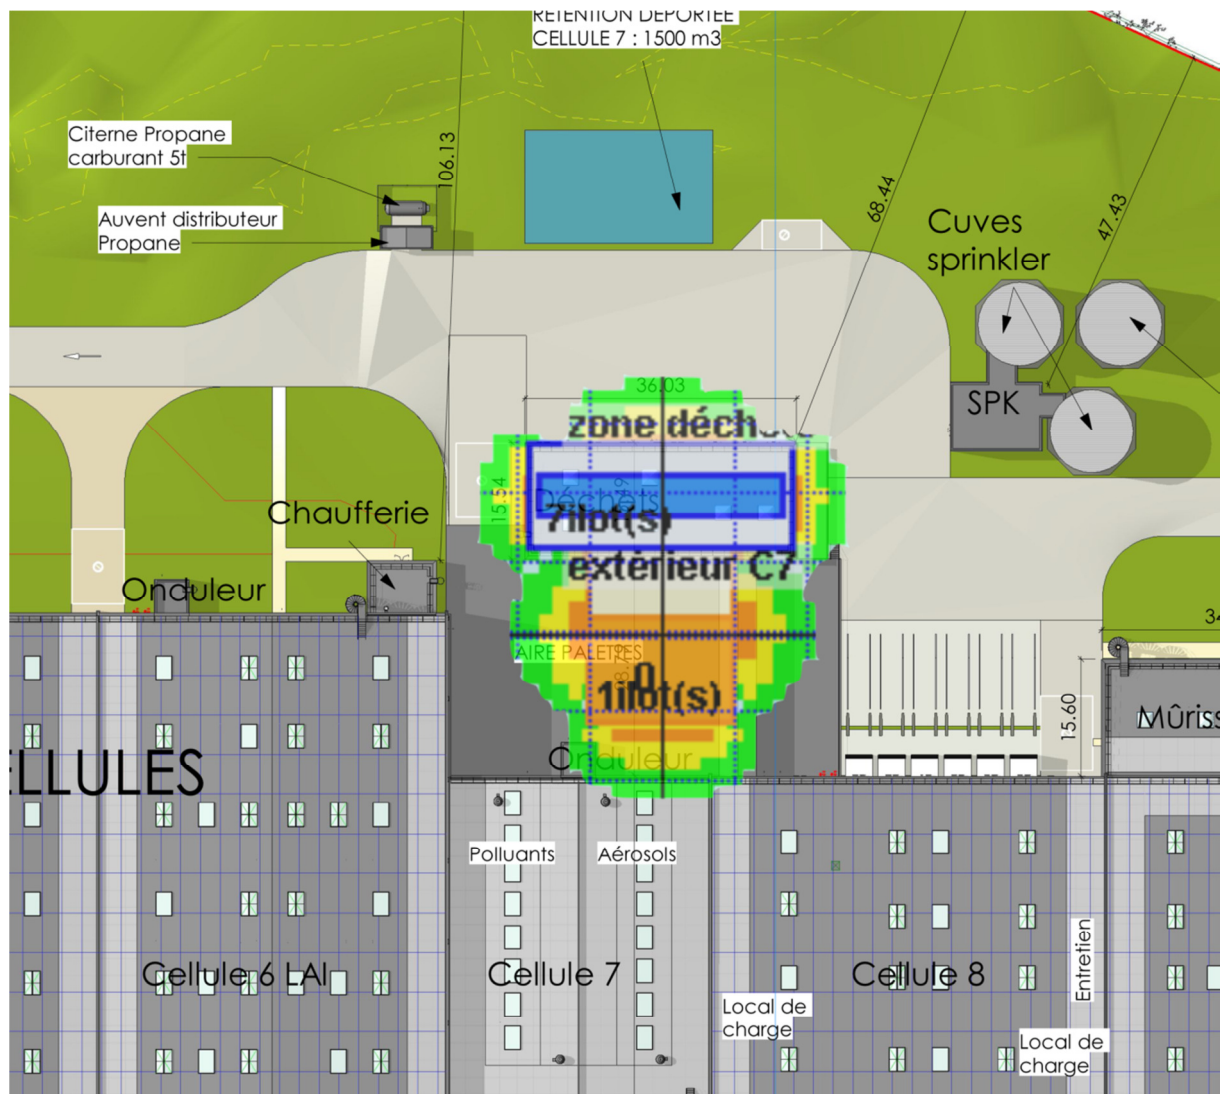 RETENTION DEPORTEE
CELLULE 7 : 1500 m3
Citerne Propane
carburant 5t
106.13
68.44
47.43
Auvent distributeur
Propane
Cuves
sprinkler
36.03
zone
SPK
15.54
Déchets
7ilot(s)
Chaufferie
extérieur C7
Onduleur
AIRE PALETTES
0
1ilot(s)
34
15.60
Mûriss
Onduleur
ELLULES
Polluants
Aérosols
Cellule 6 LAI
Cellule 7
Cellule 8
Entretien
Local de
charge
Local de
charge